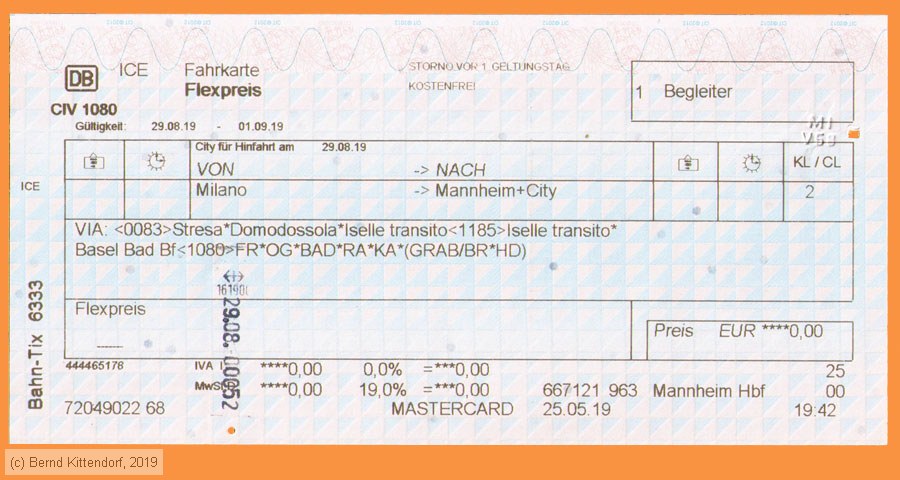 DB ICE Fahrkarte STORNO VOR 1.GELTUNGSTAG
Flexpreis KOSTENFREI 1 Begleiter
CIV 1080
Gültigkeit: 29.08.19 - 01.09.19
City für Hinfahrt am 29.08.19
VON -> NACH KL / CL
ICE Milano -> Mannheim+City 2
VIA: <0083>Stresa*Domodossola*Iselle transito<1185>Iselle transito*
Basel Bad Bf<1080>FR*OG*BAD*RA*KA*(GRAB/BR*HD)
Flexpreis
Preis EUR ****0,00
444465178 IVA ****0,00 0,0% =***0,00 25
****0,00 19,0% =***0,00 667121 963 Mannheim Hbf 00
72049022 68 MASTERCARD 25.05.19 19:42
Bahn-Tix 6333
29.08. 00652
(c) Bernd Kittendorf, 2019